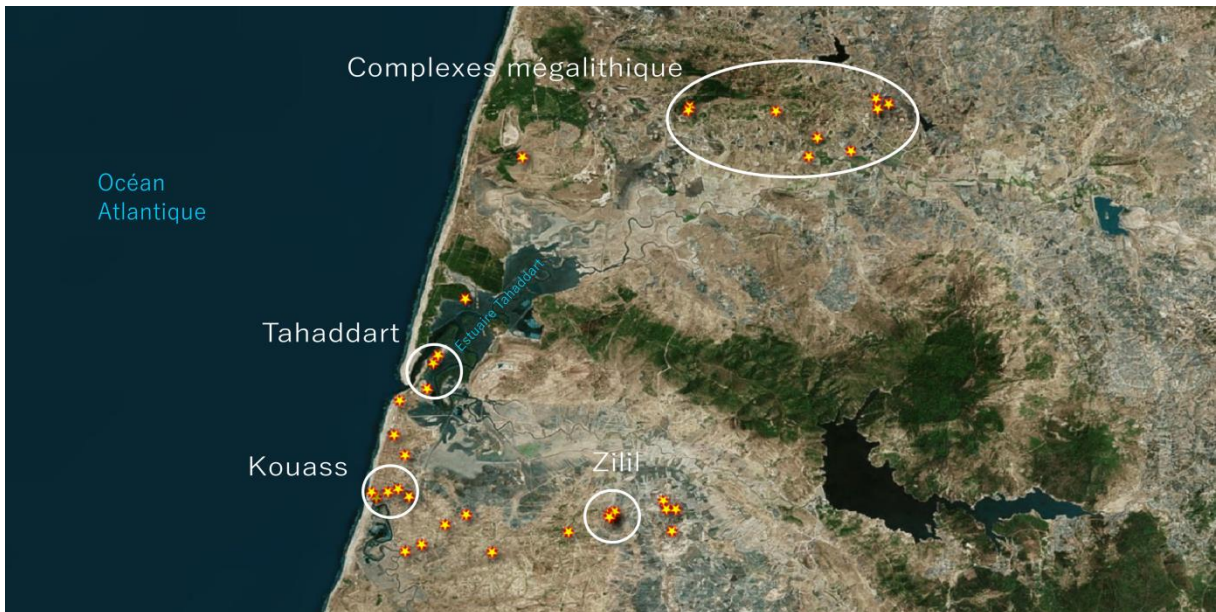 Complexes mégalithique
Océan
Atlantique
Estuaire Tahaddart
Tahaddart
Kouass
Zilil